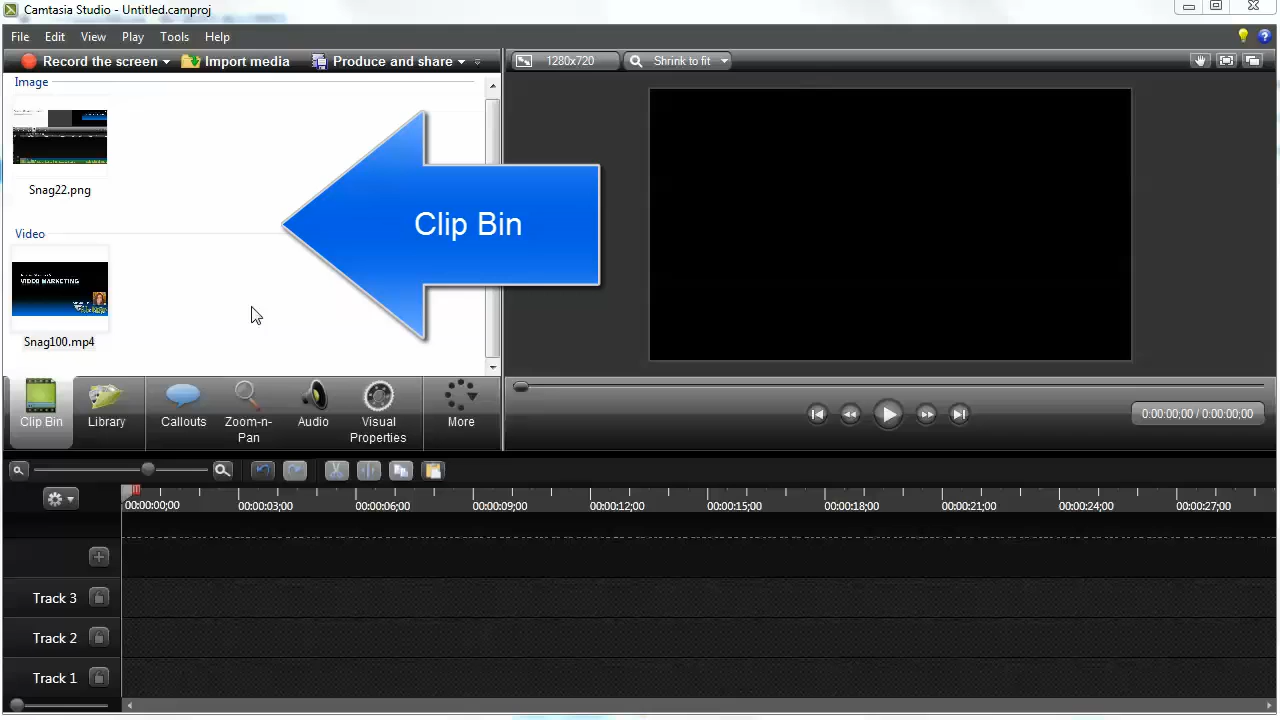 Camtasia Studio - Untitled.camproj
File Edit View Play Tools Help
Record the screen Import media Produce and share
1280x720 Shrink to fit
Image
Snag22.png
Clip Bin
Video
VIDEO MARKETING
Snag100.mp4
Clip Bin Library Callouts Zoom-n-Pan Audio Visual Properties More
0:00:00;00 / 0:00:00;00
00:00:00;00 00:00:03;00 00:00:06;00 00:00:09;00 00:00:12;00 00:00:15;00 00:00:18;00 00:00:21;00 00:00:24;00 00:00:27;00
Track 3
Track 2
Track 1